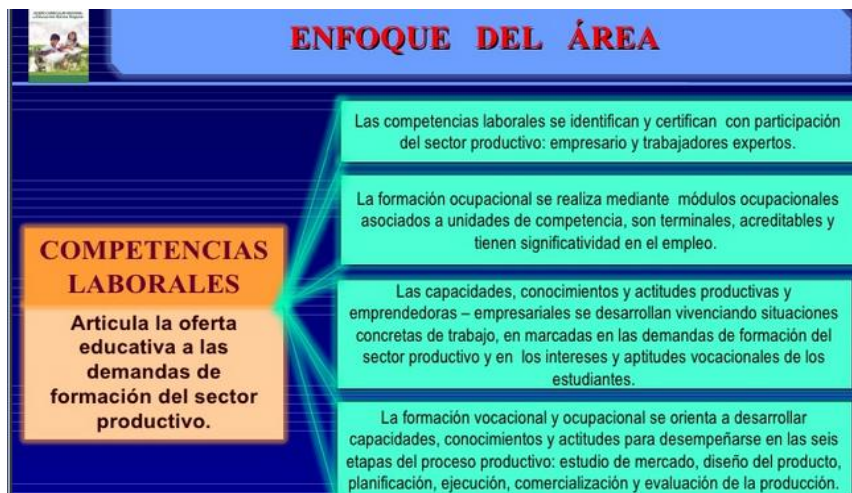 ENFOQUE DEL ÁREA
COMPETENCIAS
LABORALES
Articula la oferta
educativa a las
demandas de
formación del sector
productivo.
Las competencias laborales se identifican y certifican con participación
del sector productivo: empresario y trabajadores expertos.
La formación ocupacional se realiza mediante módulos ocupacionales
asociados a unidades de competencia, son terminales, acreditables y
tienen significatividad en el empleo.
Las capacidades, conocimientos y actitudes productivas y
emprendedoras – empresariales se desarrollan vivenciando situaciones
concretas de trabajo, en marcadas en las demandas de formación del
sector productivo y en los intereses y aptitudes vocacionales de los
estudiantes.
La formación vocacional y ocupacional se orienta a desarrollar
capacidades, conocimientos y actitudes para desempeñarse en las seis
etapas del proceso productivo: estudio de mercado, diseño del producto,
planificación, ejecución, comercialización y evaluación de la producción.